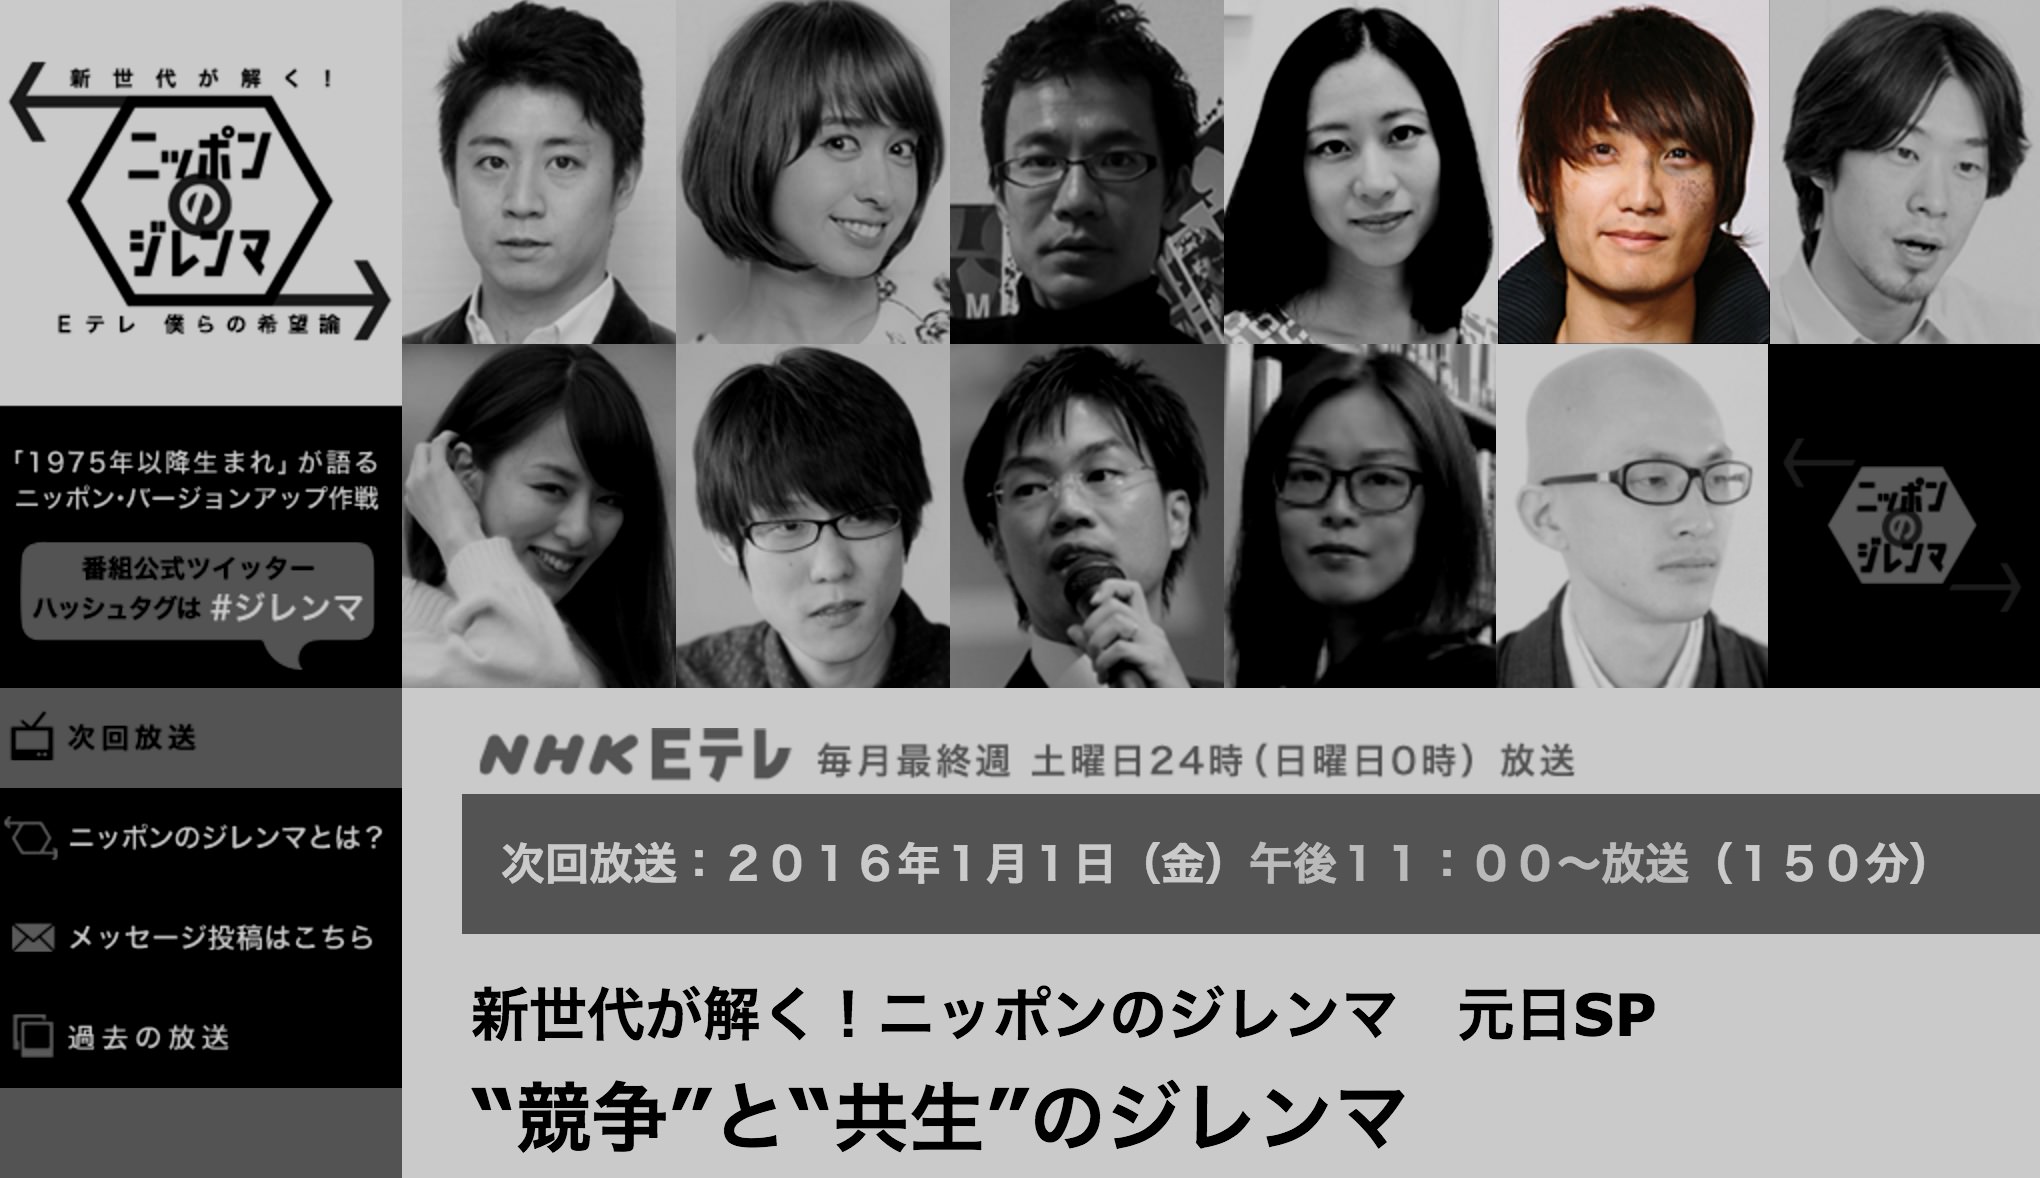 新世代が解く！
ニッポン
の
ジレンマ
Eテレ 僕らの希望論
「1975年以降生まれ」が語る
ニッポン・バージョンアップ作戦
番組公式ツイッター
ハッシュタグは #ジレンマ
次回放送
ニッポンのジレンマとは？
メッセージ投稿はこちら
過去の放送
M
ニッポン
の
ジレンマ
NHK Eテレ 毎月最終週 土曜日24時（日曜日0時）放送
次回放送：２０１６年１月１日（金）午後１１：００～放送（１５０分）
新世代が解く！ニッポンのジレンマ　元日SP
“競争”と“共生”のジレンマ